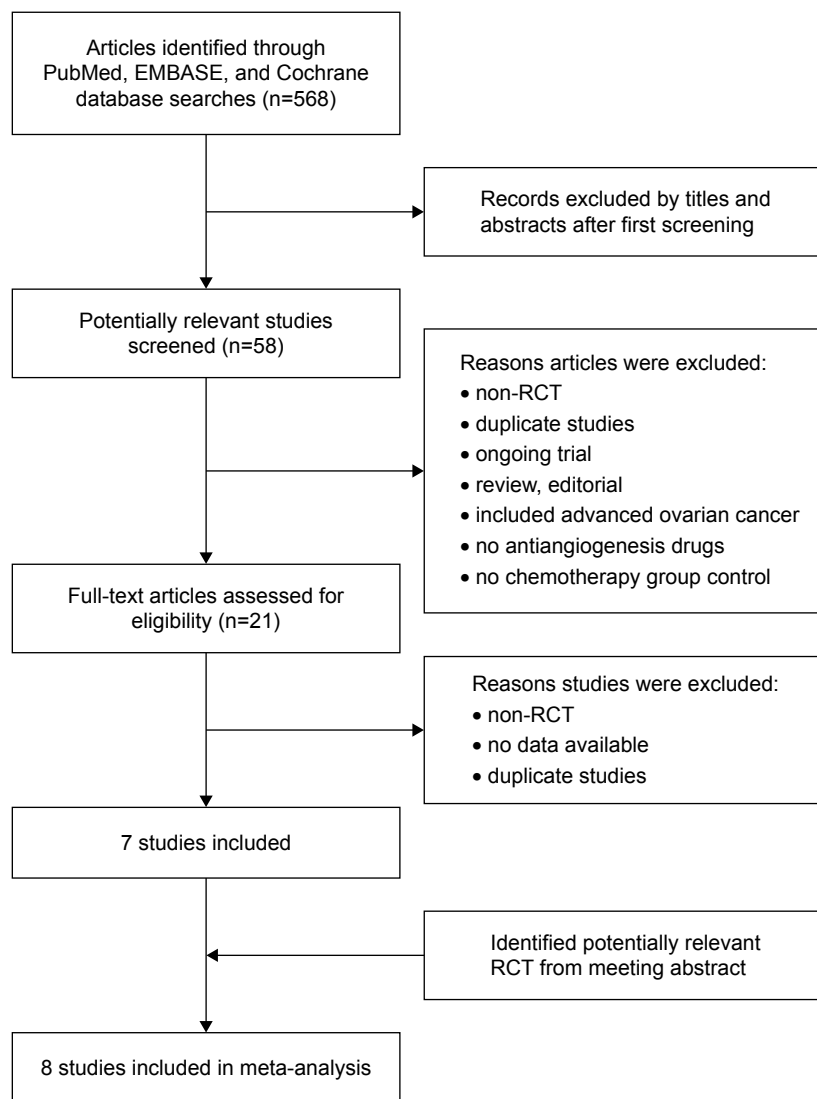 Articles identified through
PubMed, EMBASE, and Cochrane
database searches (n=568)
Records excluded by titles and
abstracts after first screening
Potentially relevant studies
screened (n=58)
Reasons articles were excluded:
• non-RCT
• duplicate studies
• ongoing trial
• review, editorial
• included advanced ovarian cancer
• no antiangiogenesis drugs
• no chemotherapy group control
Full-text articles assessed for
eligibility (n=21)
Reasons studies were excluded:
• non-RCT
• no data available
• duplicate studies
7 studies included
Identified potentially relevant
RCT from meeting abstract
8 studies included in meta-analysis